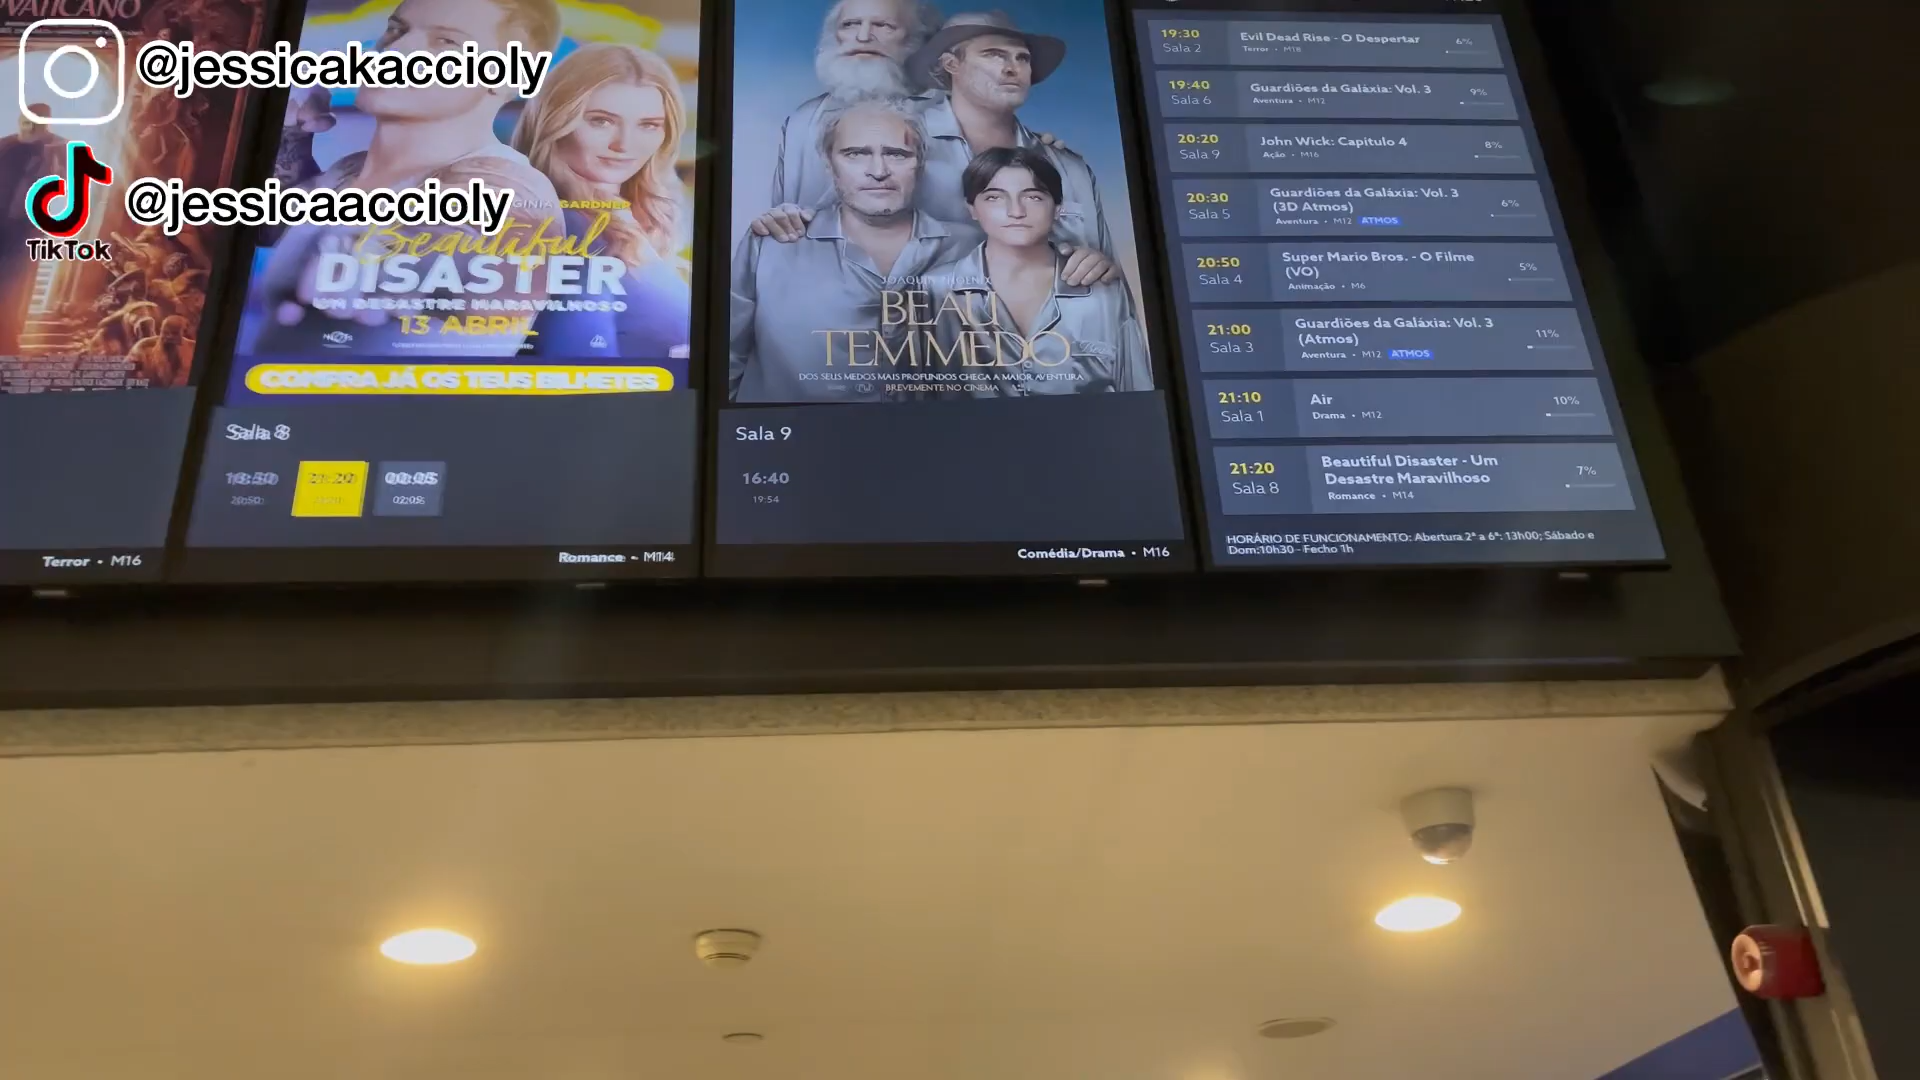 VATICANO
@jessicakaccioly
TikTok
@jessicaaccioly
GARDNER
Beautiful
DISASTER
UM DESASTRE MARAVILHOSO
13 ABRIL
COMPRA JÁ OS TEUS BILHETES
Sala 8
21:20
00:05
02:05
Terror • M16
Romance • M14
JOAQUIN PHOENIX
BEAU
TEM MEDO
DOS SEUS MEDOS MAIS PROFUNDOS CHEGA A MAIOR AVENTURA
BREVEMENTE NO CINEMA
Sala 9
16:40
19:54
Comédia/Drama • M16
19:30
Sala 2
Evil Dead Rise - O Despertar
Terror • M18
6%
19:40
Sala 6
Guardiões da Galáxia: Vol. 3
Aventura • M12
9%
20:20
Sala 9
John Wick: Capítulo 4
Ação • M16
8%
20:30
Sala 5
Guardiões da Galáxia: Vol. 3
(3D Atmos)
Aventura • M12 ATMOS
6%
20:50
Sala 4
Super Mario Bros. - O Filme
(VO)
Animação • M6
5%
21:00
Sala 3
Guardiões da Galáxia: Vol. 3
(Atmos)
Aventura • M12 ATMOS
11%
21:10
Sala 1
Air
Drama • M12
10%
21:20
Sala 8
Beautiful Disaster - Um
Desastre Maravilhoso
Romance • M14
7%
HORÁRIO DE FUNCIONAMENTO: Abertura 2ª a 6ª: 13h00; Sábado e
Dom:10h30 - Fecho 1h